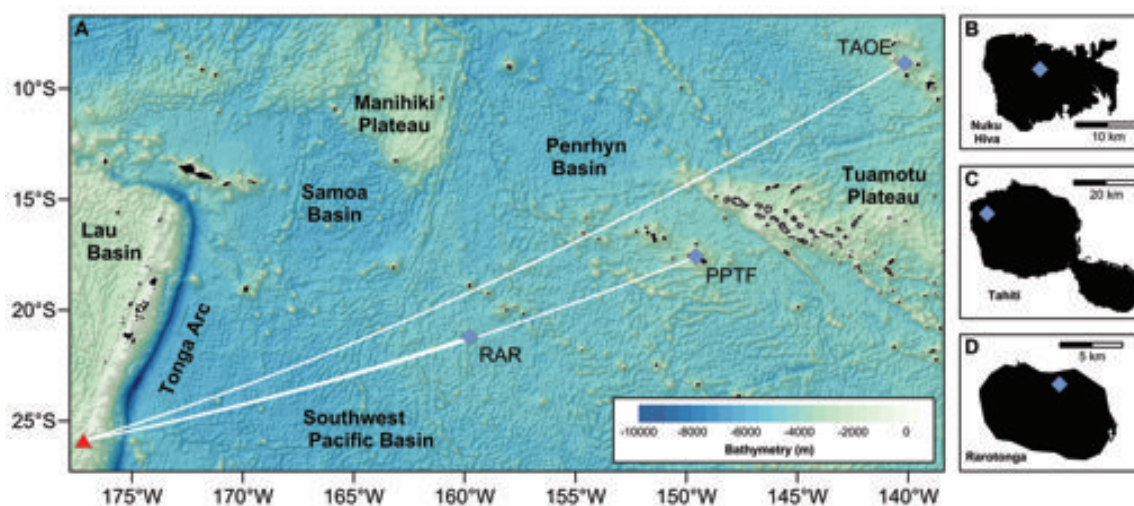 A
TAOE
10°S
Manihiki
Plateau
Penrhyn
Basin
Tuamotu
Plateau
15°S
Samoa
Basin
Lau
Basin
PPTF
20°S
Tonga Arc
RAR
25°S
Southwest
Pacific Basin
-10000 -8000 -6000 -4000 -2000 0
Bathymetry (m)
175°W 170°W 165°W 160°W 155°W 150°W 145°W 140°W
B
Nuku
Hiva
10 km
C
20 km
Tahiti
D
5 km
Rarotonga